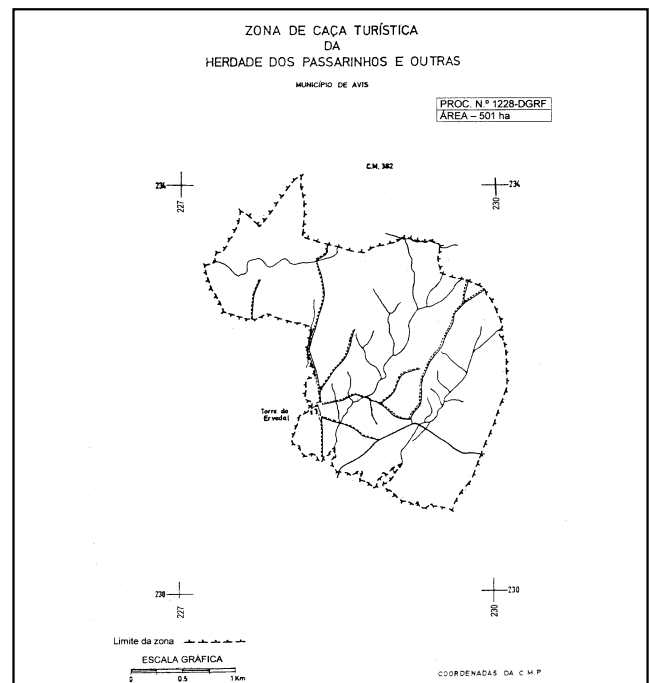 ZONA DE CAÇA TURÍSTICA
DA
HERDADE DOS PASSARINHOS E OUTRAS
MUNICÍPIO DE AVIS
PROC. N.º 1228-DGRF
ÁREA – 501 ha
C.M. 382
234
227
234
230
Torre do
Ervedal
230
227
230
230
Limite da zona
ESCALA GRÁFICA
0 0.5 1Km
COORDENADAS DA C.M.P